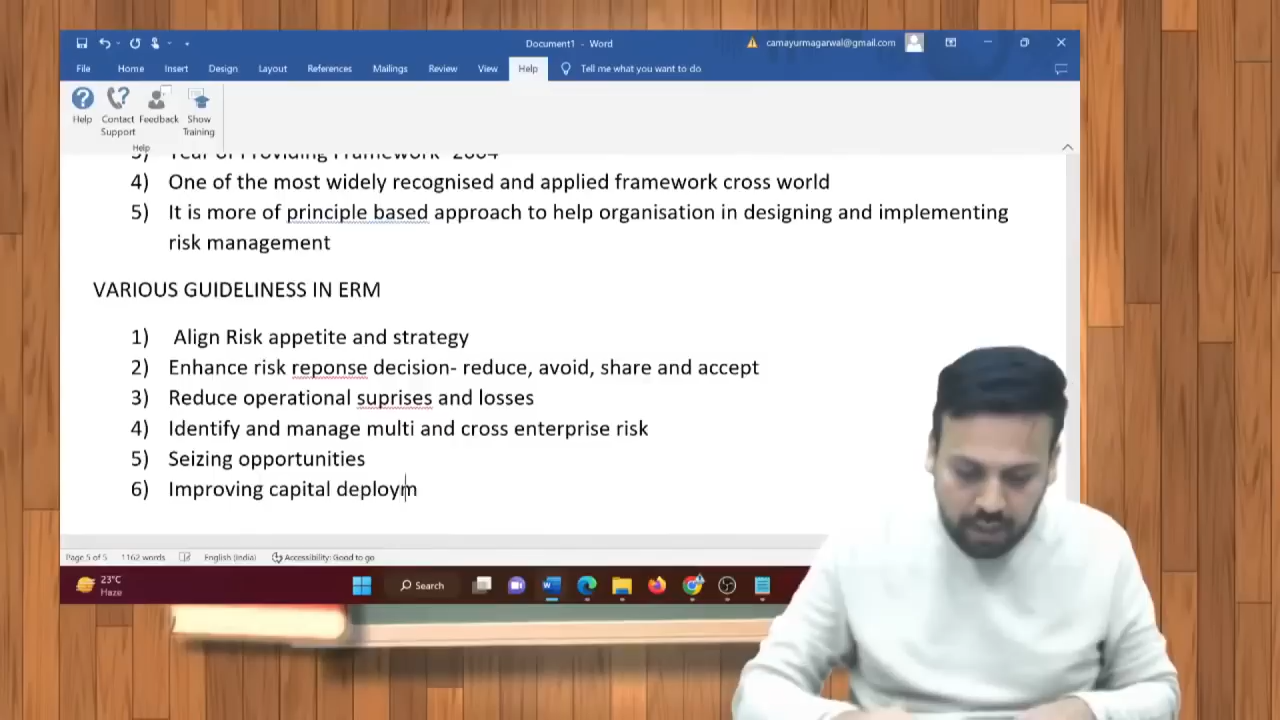 Document1 - Word
camayurmagarwal@gmail.com
File Home Insert Design Layout References Mailings Review View Help Tell me what you want to do
Help Contact Support Feedback Show Training
Help
4) One of the most widely recognised and applied framework cross world
5) It is more of principle based approach to help organisation in designing and implementing
risk management
VARIOUS GUIDELINESS IN ERM
1) Align Risk appetite and strategy
2) Enhance risk reponse decision- reduce, avoid, share and accept
3) Reduce operational suprises and losses
4) Identify and manage multi and cross enterprise risk
5) Seizing opportunities
6) Improving capital deploym
Page 5 of 5 1162 words English (India) Accessibility: Good to go
23°C
Haze
Search